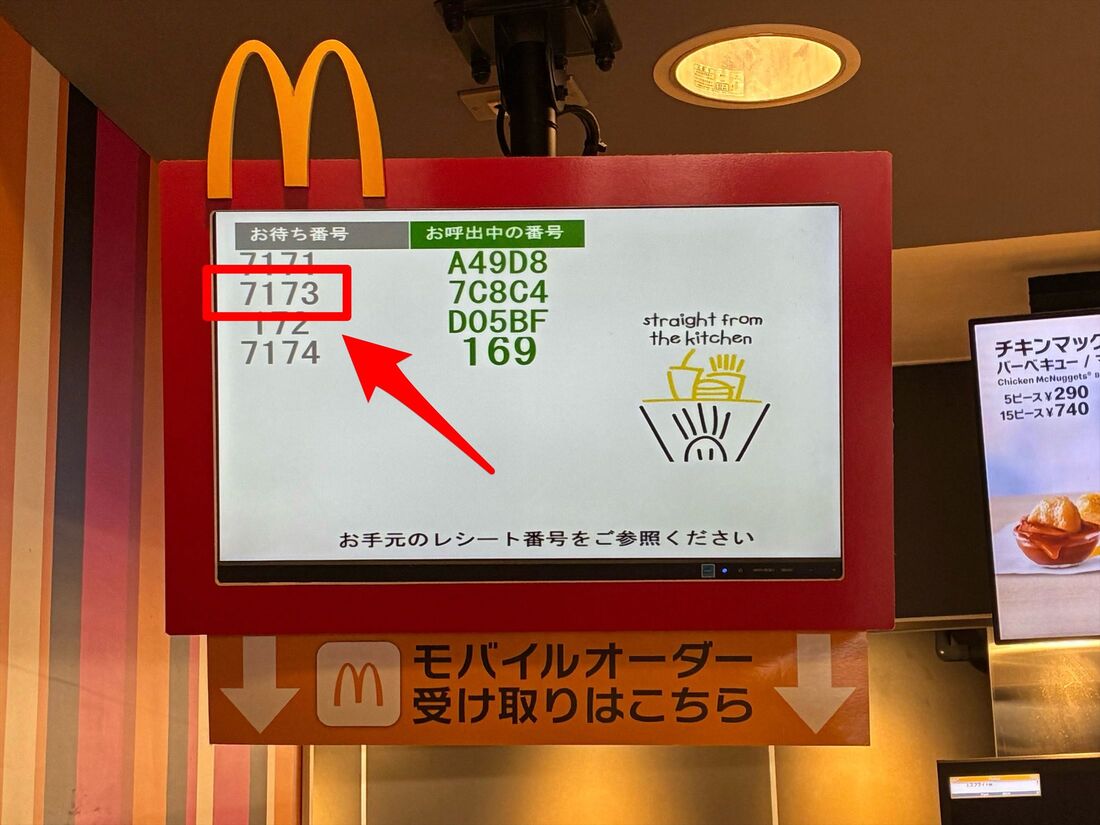 お待ち番号
お呼出中の番号
7171
A49D8
7173
7C8C4
172
D05BF
7174
169
straight from
the kitchen
お手元のレシート番号をご参照ください
モバイルオーダー
受け取りはこちら
チキンマック
バーベキュー /
Chicken McNuggets®
5ピース¥290
15ピース¥740